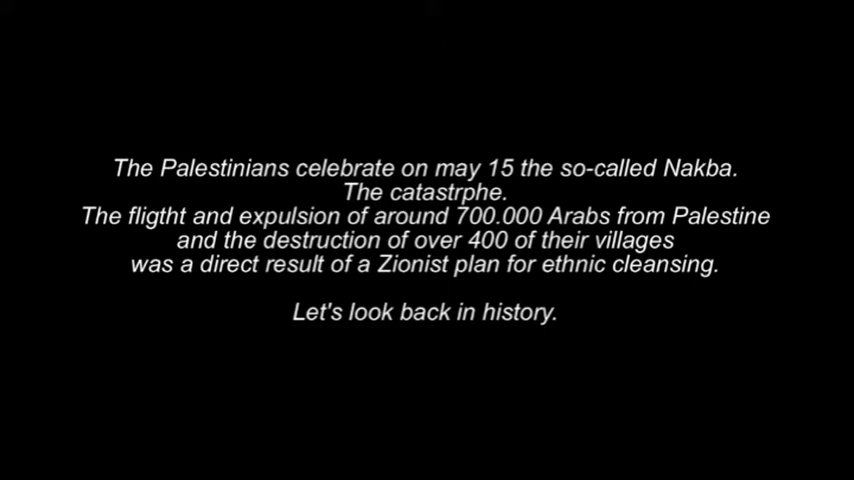 The Palestinians celebrate on may 15 the so-called Nakba.
The catastrphe.
The fligtht and expulsion of around 700.000 Arabs from Palestine
and the destruction of over 400 of their villages
was a direct result of a Zionist plan for ethnic cleansing.
Let's look back in history.